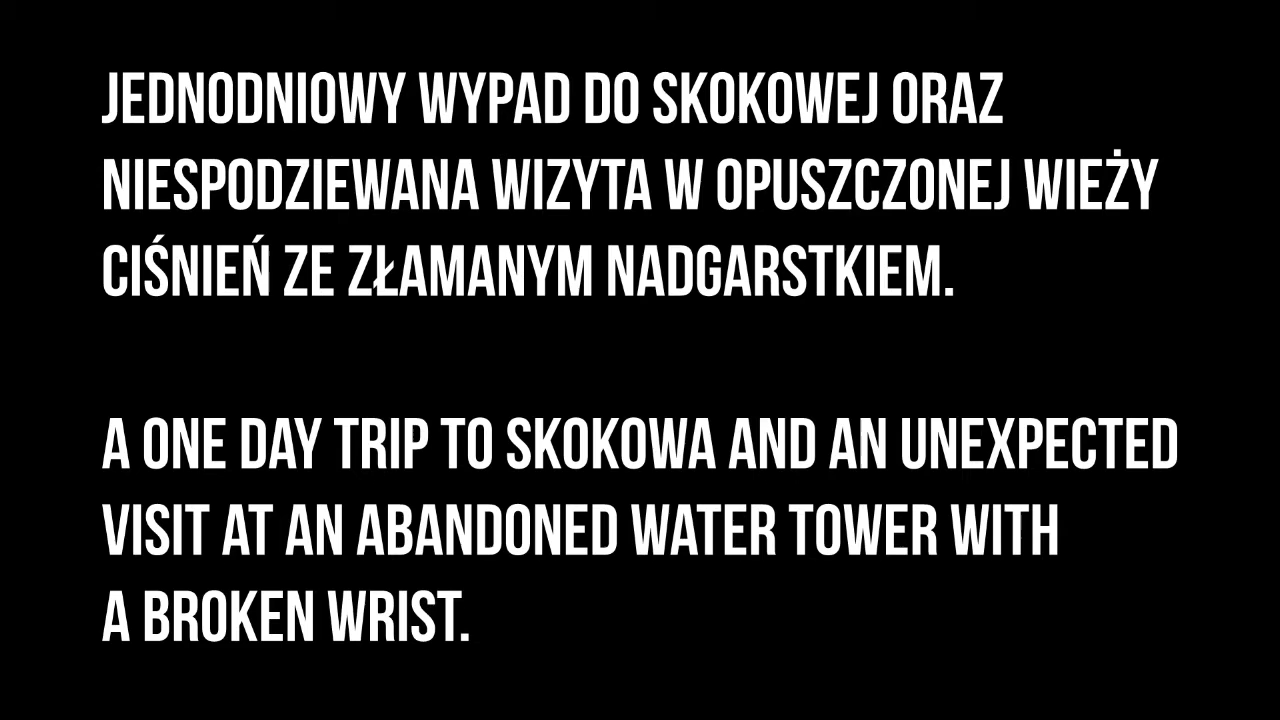 JEDNODNIOWY WYPAD DO SKOKOWEJ ORAZ
NIESPODZIEWANA WIZYTA W OPUSZCZONEJ WIEŻY
CIŚNIEŃ ZE ZŁAMANYM NADGARSTKIEM.
A ONE DAY TRIP TO SKOKOWA AND AN UNEXPECTED
VISIT AT AN ABANDONED WATER TOWER WITH
A BROKEN WRIST.